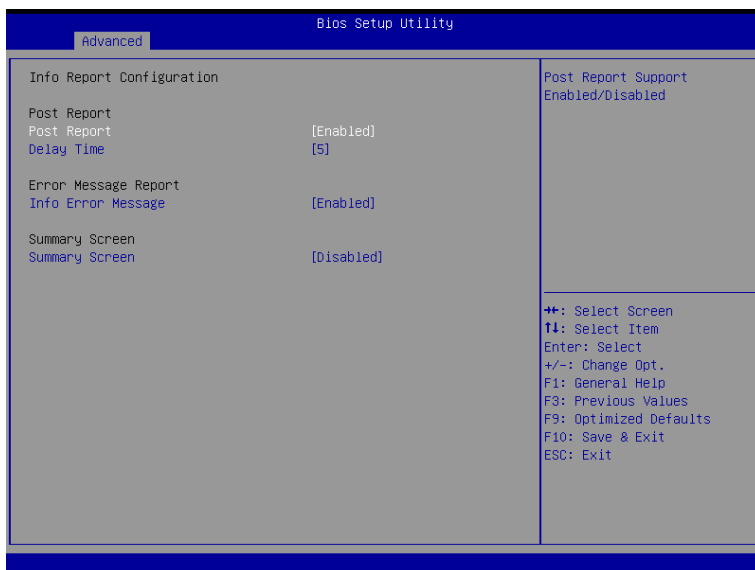 Bios Setup Utility
Advanced
Info Report Configuration
Post Report
Post Report [Enabled]
Delay Time [5]
Error Message Report
Info Error Message [Enabled]
Summary Screen
Summary Screen [Disabled]
Post Report Support
Enabled/Disabled
→←: Select Screen
↑↓: Select Item
Enter: Select
+/-: Change Opt.
F1: General Help
F3: Previous Values
F9: Optimized Defaults
F10: Save & Exit
ESC: Exit